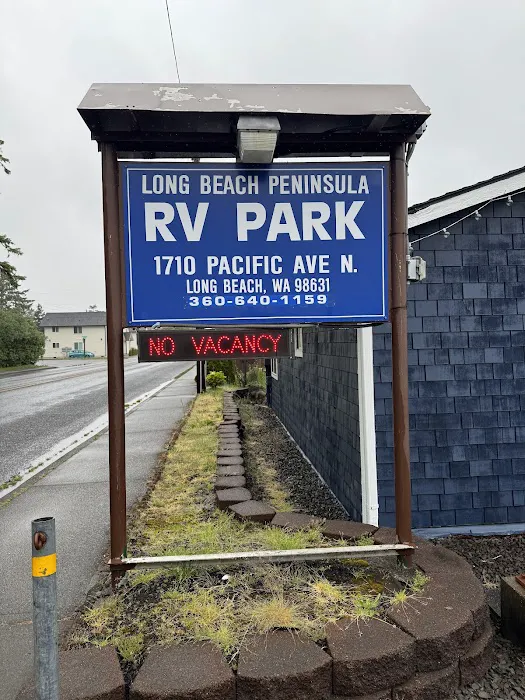 LONG BEACH PENINSULA
RV PARK
1710 PACIFIC AVE N.
LONG BEACH, WA 98631
360-640-1159
NO VACANCY